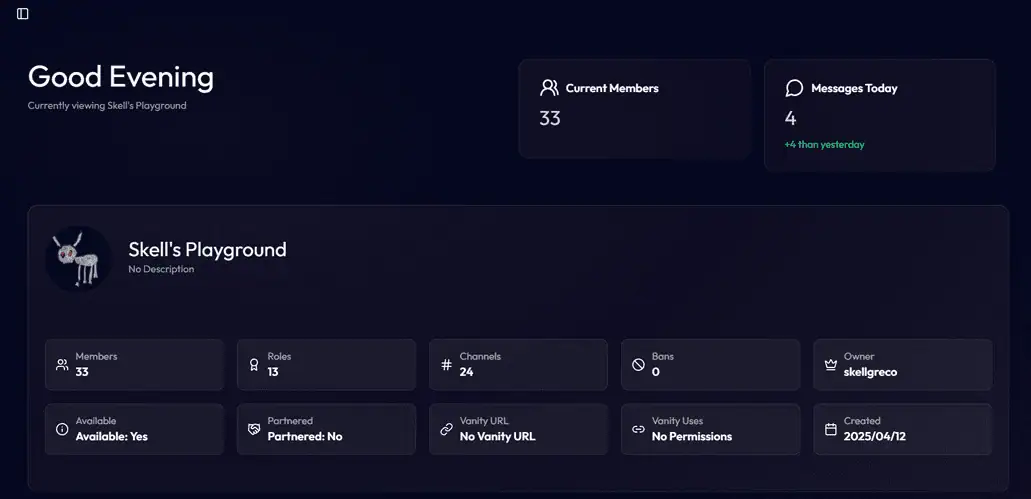 Good Evening
Currently viewing Skell's Playground
Current Members
33
Messages Today
4
+4 than yesterday
Skell's Playground
No Description
Members
33
Roles
13
Channels
24
Bans
0
Owner
skellgreco
Available
Available: Yes
Partnered
Partnered: No
Vanity URL
No Vanity URL
Vanity Uses
No Permissions
Created
2025/04/12